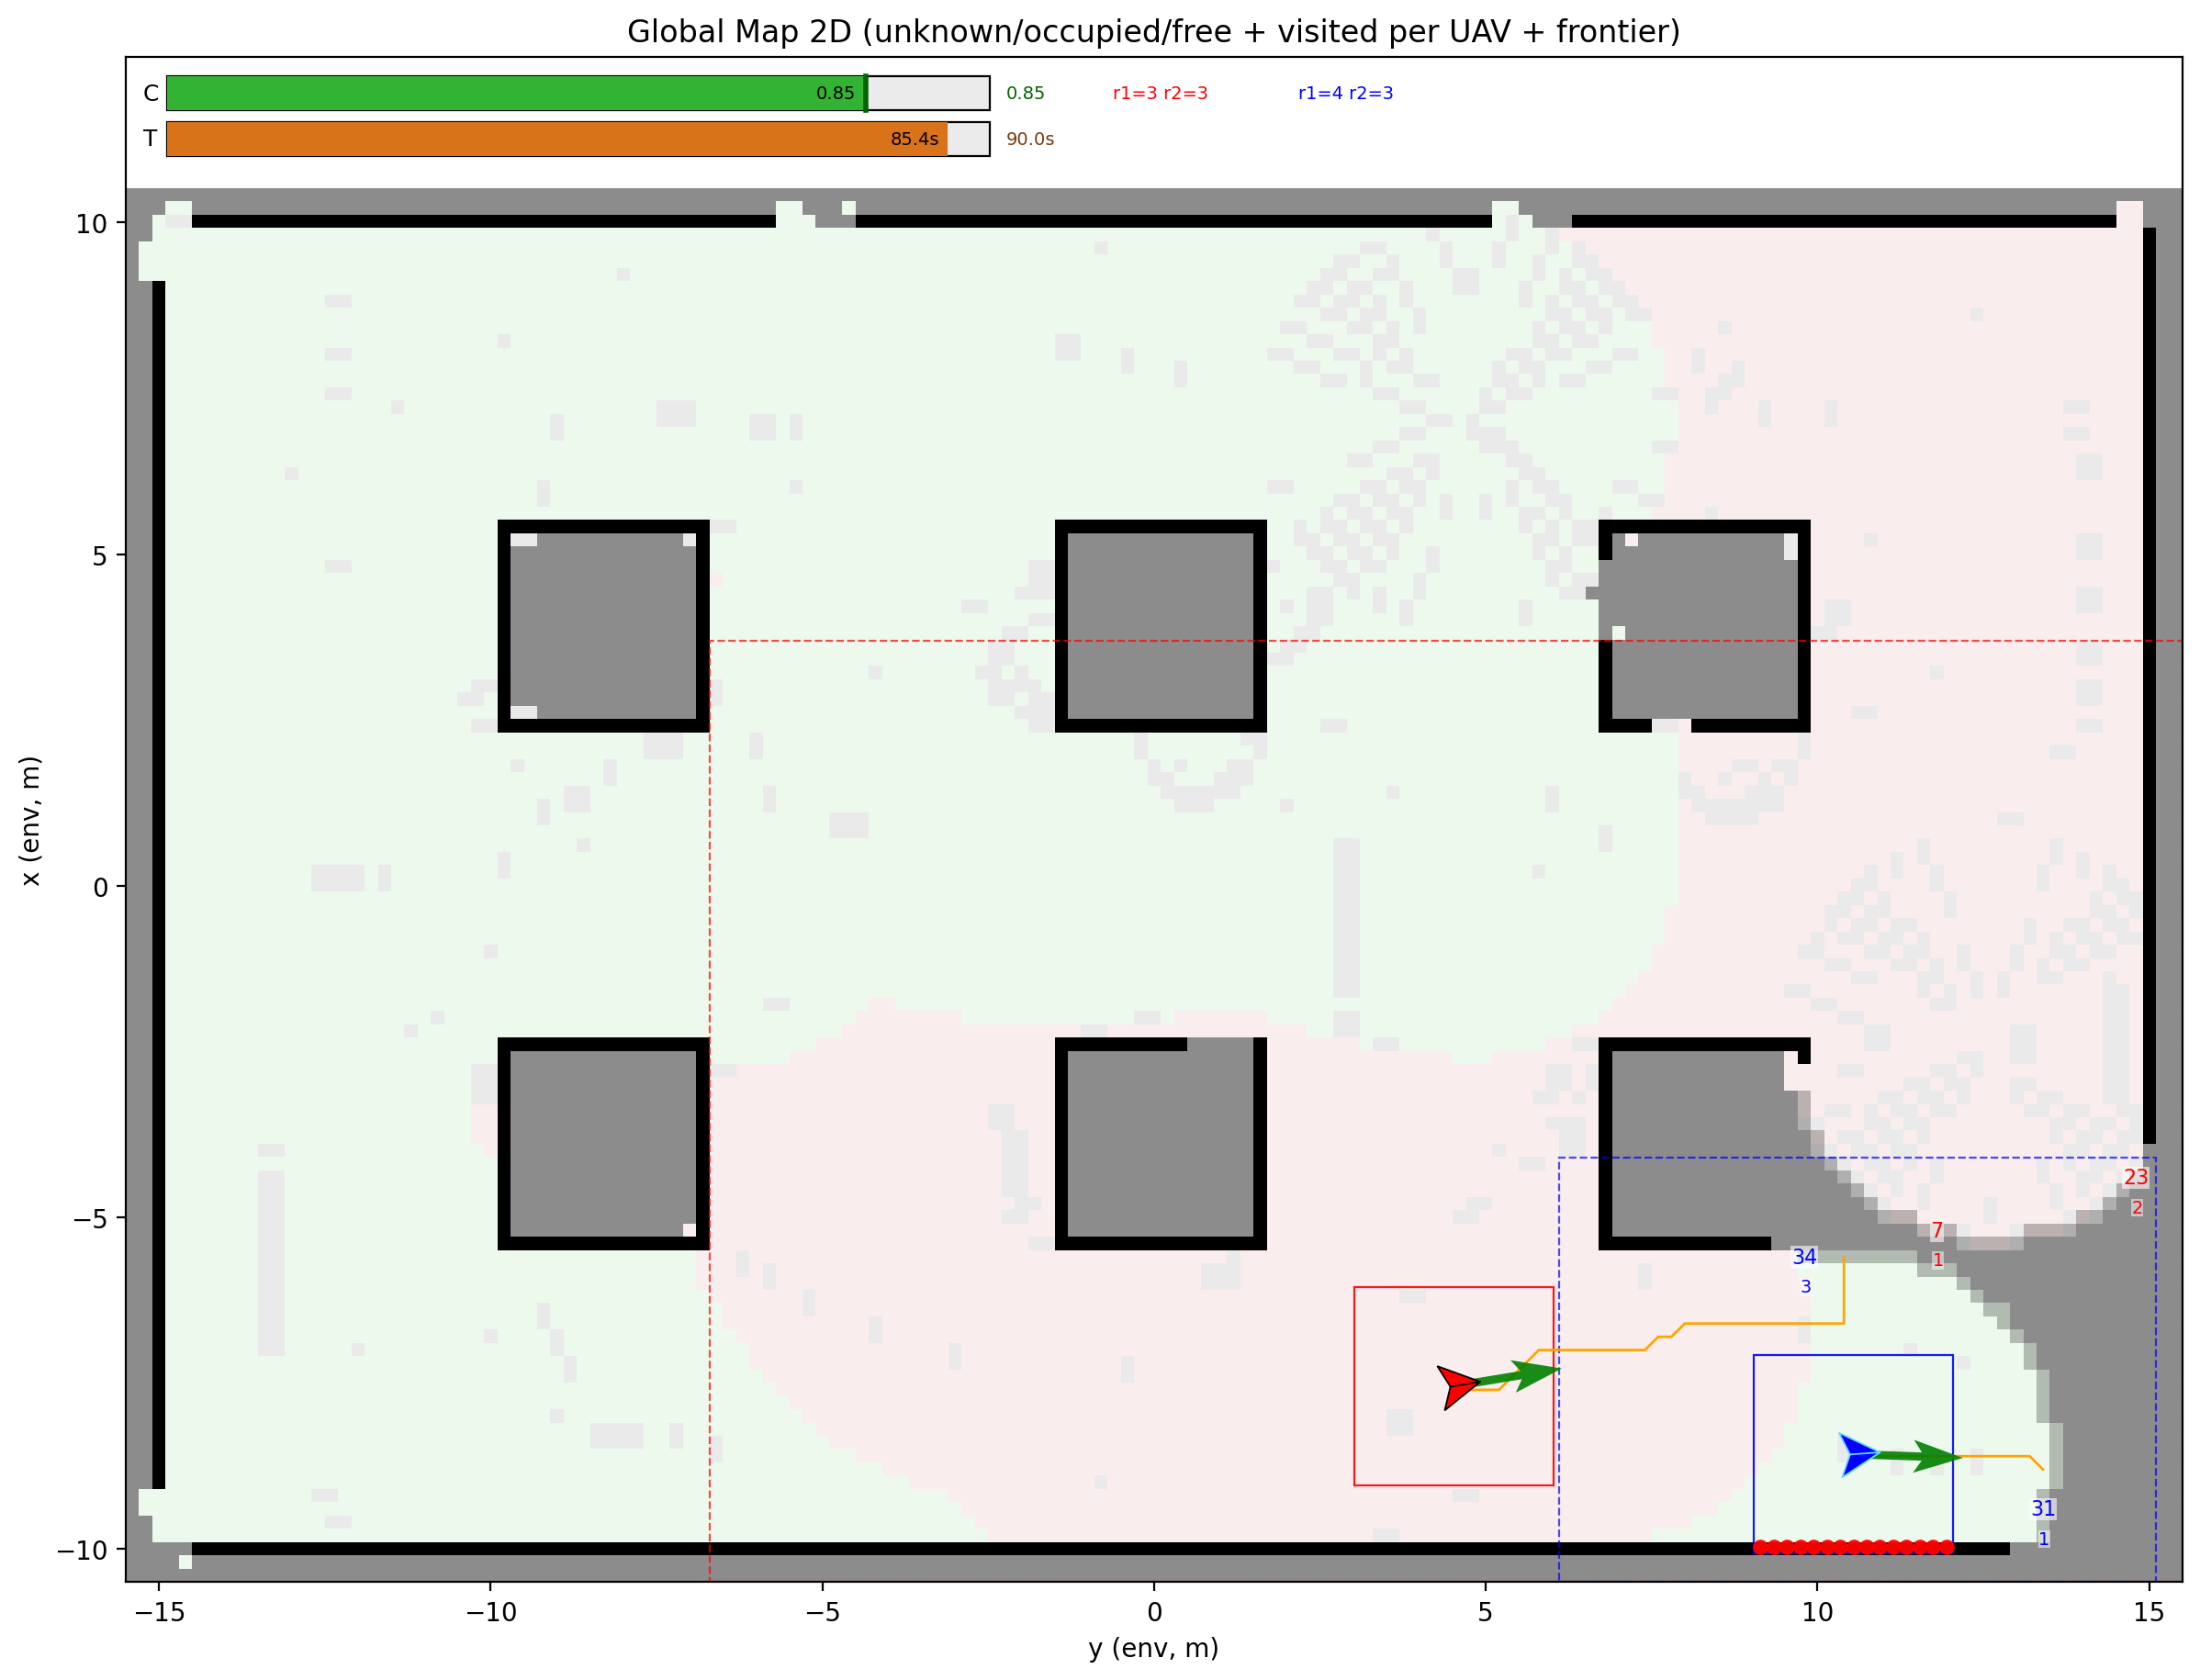 Global Map 2D (unknown/occupied/free + visited per UAV + frontier)
C 0.85 0.85 r1=3 r2=3 r1=4 r2=3
T 85.4s 90.0s
10
5
0
−5
−10
x (env, m)
23
2
7
1
34
3
31
1
−15 −10 −5 0 5 10 15
y (env, m)